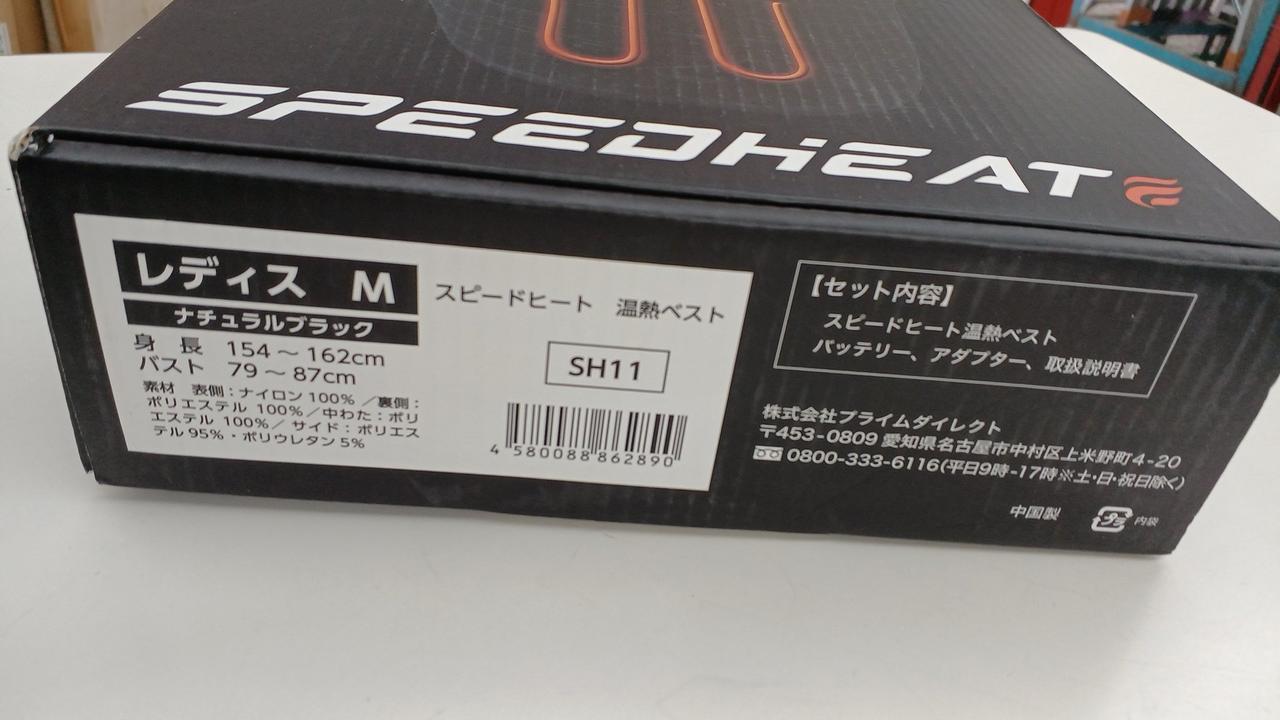 SPEEDHEAT
レディス M
ナチュラルブラック
身 長 154～162cm
バスト 79～87cm
素材 表側：ナイロン100% ／裏側：
ポリエステル 100%／中わた：ポリ
エステル 100%／ サイド：ポリエス
テル 95%・ポリウレタン 5%
スピードヒート 温熱ベスト
SH11
4 580088 862890
【セット内容】
スピードヒート温熱ベスト
バッテリー、アダプター、取扱説明書
株式会社プライムダイレクト
〒453-0809 愛知県名古屋市中村区上米野町4-20
0800-333-6116(平日9時-17時※土・日・祝日除く)
中国製
プラ 内袋